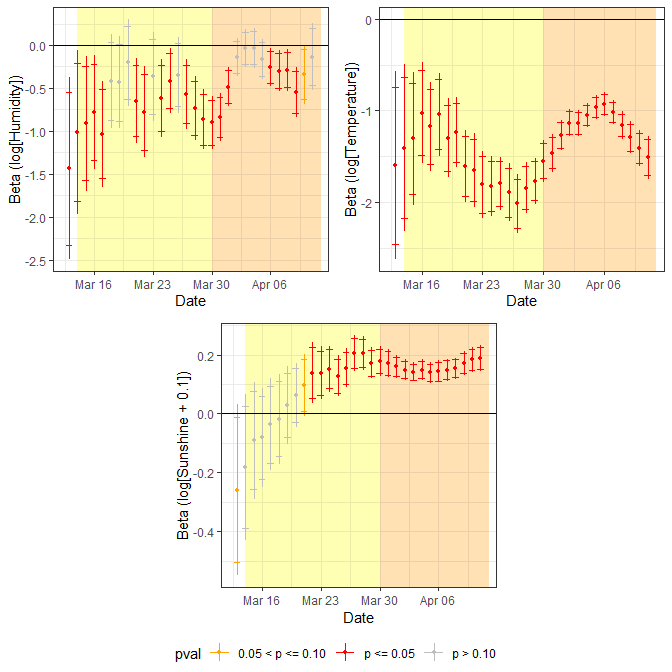 Beta (log[Humidity])
0.0
-0.5
-1.0
-1.5
-2.0
-2.5
Mar 16 Mar 23 Mar 30 Apr 06
Date
Beta (log[Temperature])
0
-1
-2
Mar 16 Mar 23 Mar 30 Apr 06
Date
Beta (log[Sunshine + 0.1])
0.2
0.0
-0.2
-0.4
Mar 16 Mar 23 Mar 30 Apr 06
Date
pval 0.05 < p <= 0.10 p <= 0.05 p > 0.10